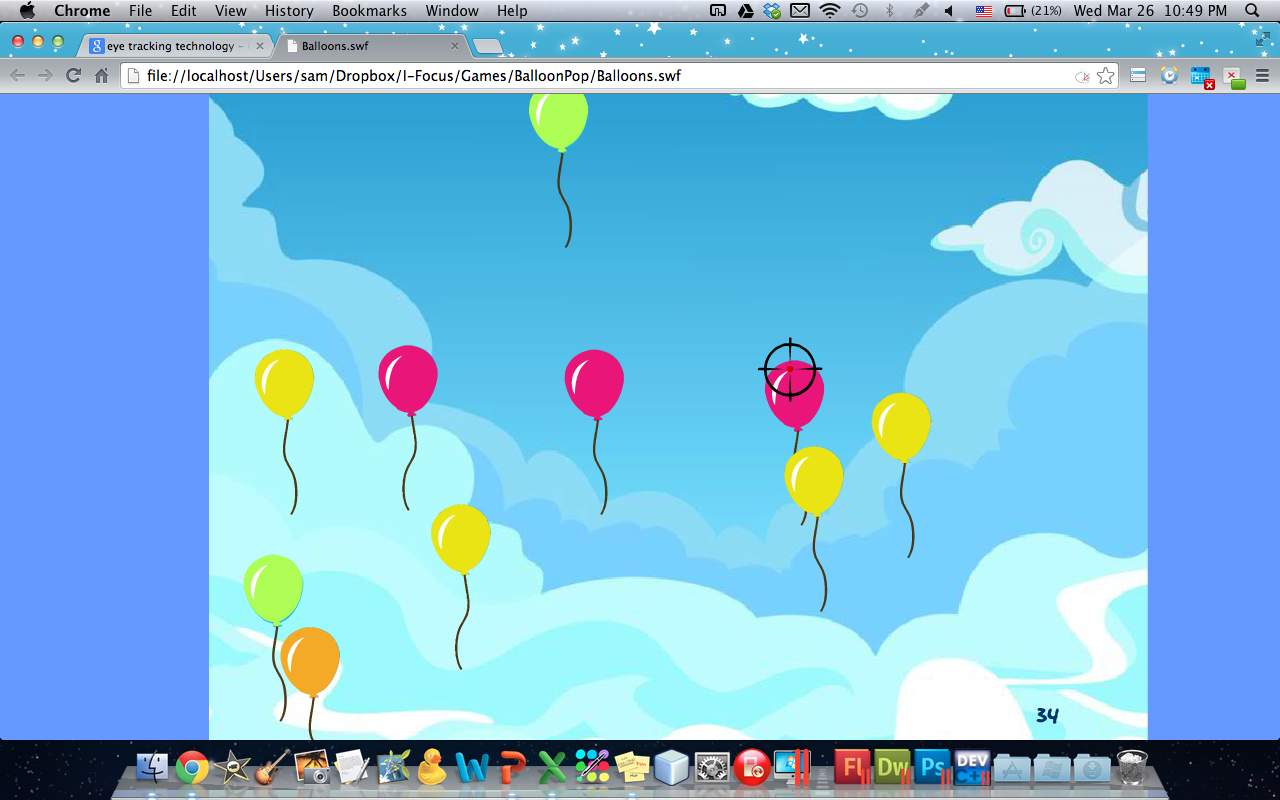 Chrome File Edit View History Bookmarks Window Help (21%) Wed Mar 26 10:49 PM
eye tracking technology –
Balloons.swf
file://localhost/Users/sam/Dropbox/I-Focus/Games/BalloonPop/Balloons.swf
34
Fl Dw Ps DEV C++